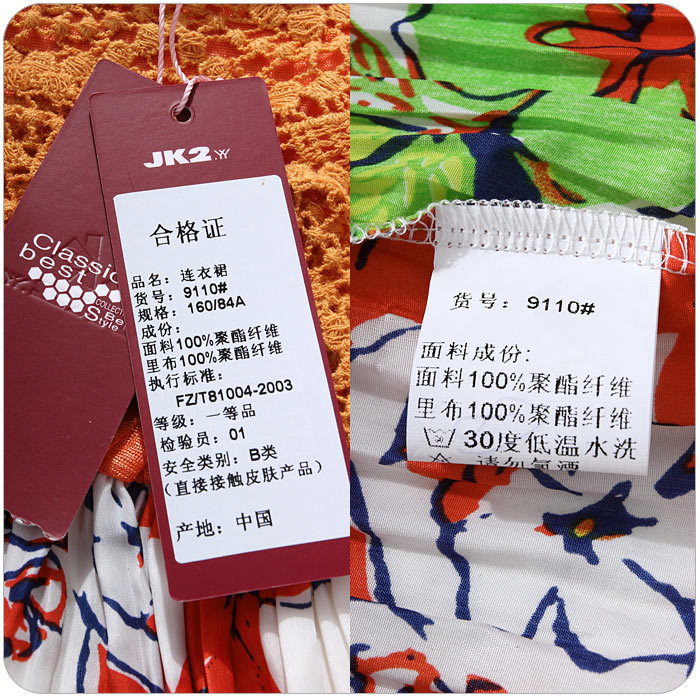 JK2
合格证
品名：连衣裙
货号：9110#
规格：160/84A
成份：
面料100%聚酯纤维
里布100%聚酯纤维
执行标准：
FZ/T81004-2003
等级：一等品
检验员：01
安全类别：B类
（直接接触皮肤产品）
产地：中国
Classic
best
COLLECT
Be
Style
货号：9110#
面料成份:
面料100%聚酯纤维
里布100%聚酯纤维
30度低温水洗
请勿氯漂